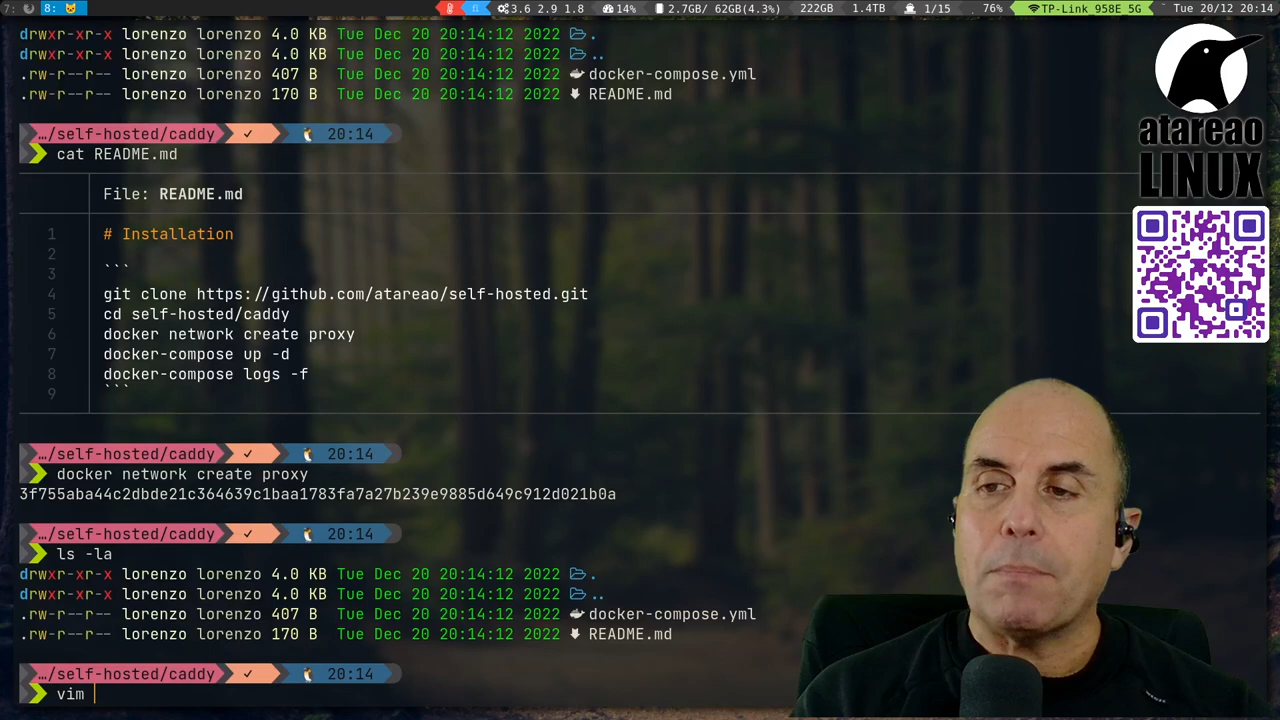 7: 8: 3.6 2.9 1.8 14% 2.7GB/ 62GB(4.3%) 222GB 1.4TB 1/15 76% TP-Link 958E 5G Tue 20/12 20:14
drwxr-xr-x lorenzo lorenzo 4.0 KB Tue Dec 20 20:14:12 2022 .
drwxr-xr-x lorenzo lorenzo 4.0 KB Tue Dec 20 20:14:12 2022 ..
.rw-r--r-- lorenzo lorenzo 407 B Tue Dec 20 20:14:12 2022 docker-compose.yml
.rw-r--r-- lorenzo lorenzo 170 B Tue Dec 20 20:14:12 2022 README.md
atareao
LINUX
…/self-hosted/caddy ✓ 20:14
cat README.md
File: README.md
1 # Installation
2
3 ```
4 git clone https://github.com/atareao/self-hosted.git
5 cd self-hosted/caddy
6 docker network create proxy
7 docker-compose up -d
8 docker-compose logs -f
9 ```
…/self-hosted/caddy ✓ 20:14
docker network create proxy
3f755aba44c2dbde21c364639c1baa1783fa7a27b239e9885d649c912d021b0a
…/self-hosted/caddy ✓ 20:14
ls -la
drwxr-xr-x lorenzo lorenzo 4.0 KB Tue Dec 20 20:14:12 2022 .
drwxr-xr-x lorenzo lorenzo 4.0 KB Tue Dec 20 20:14:12 2022 ..
.rw-r--r-- lorenzo lorenzo 407 B Tue Dec 20 20:14:12 2022 docker-compose.yml
.rw-r--r-- lorenzo lorenzo 170 B Tue Dec 20 20:14:12 2022 README.md
…/self-hosted/caddy ✓ 20:14
vim